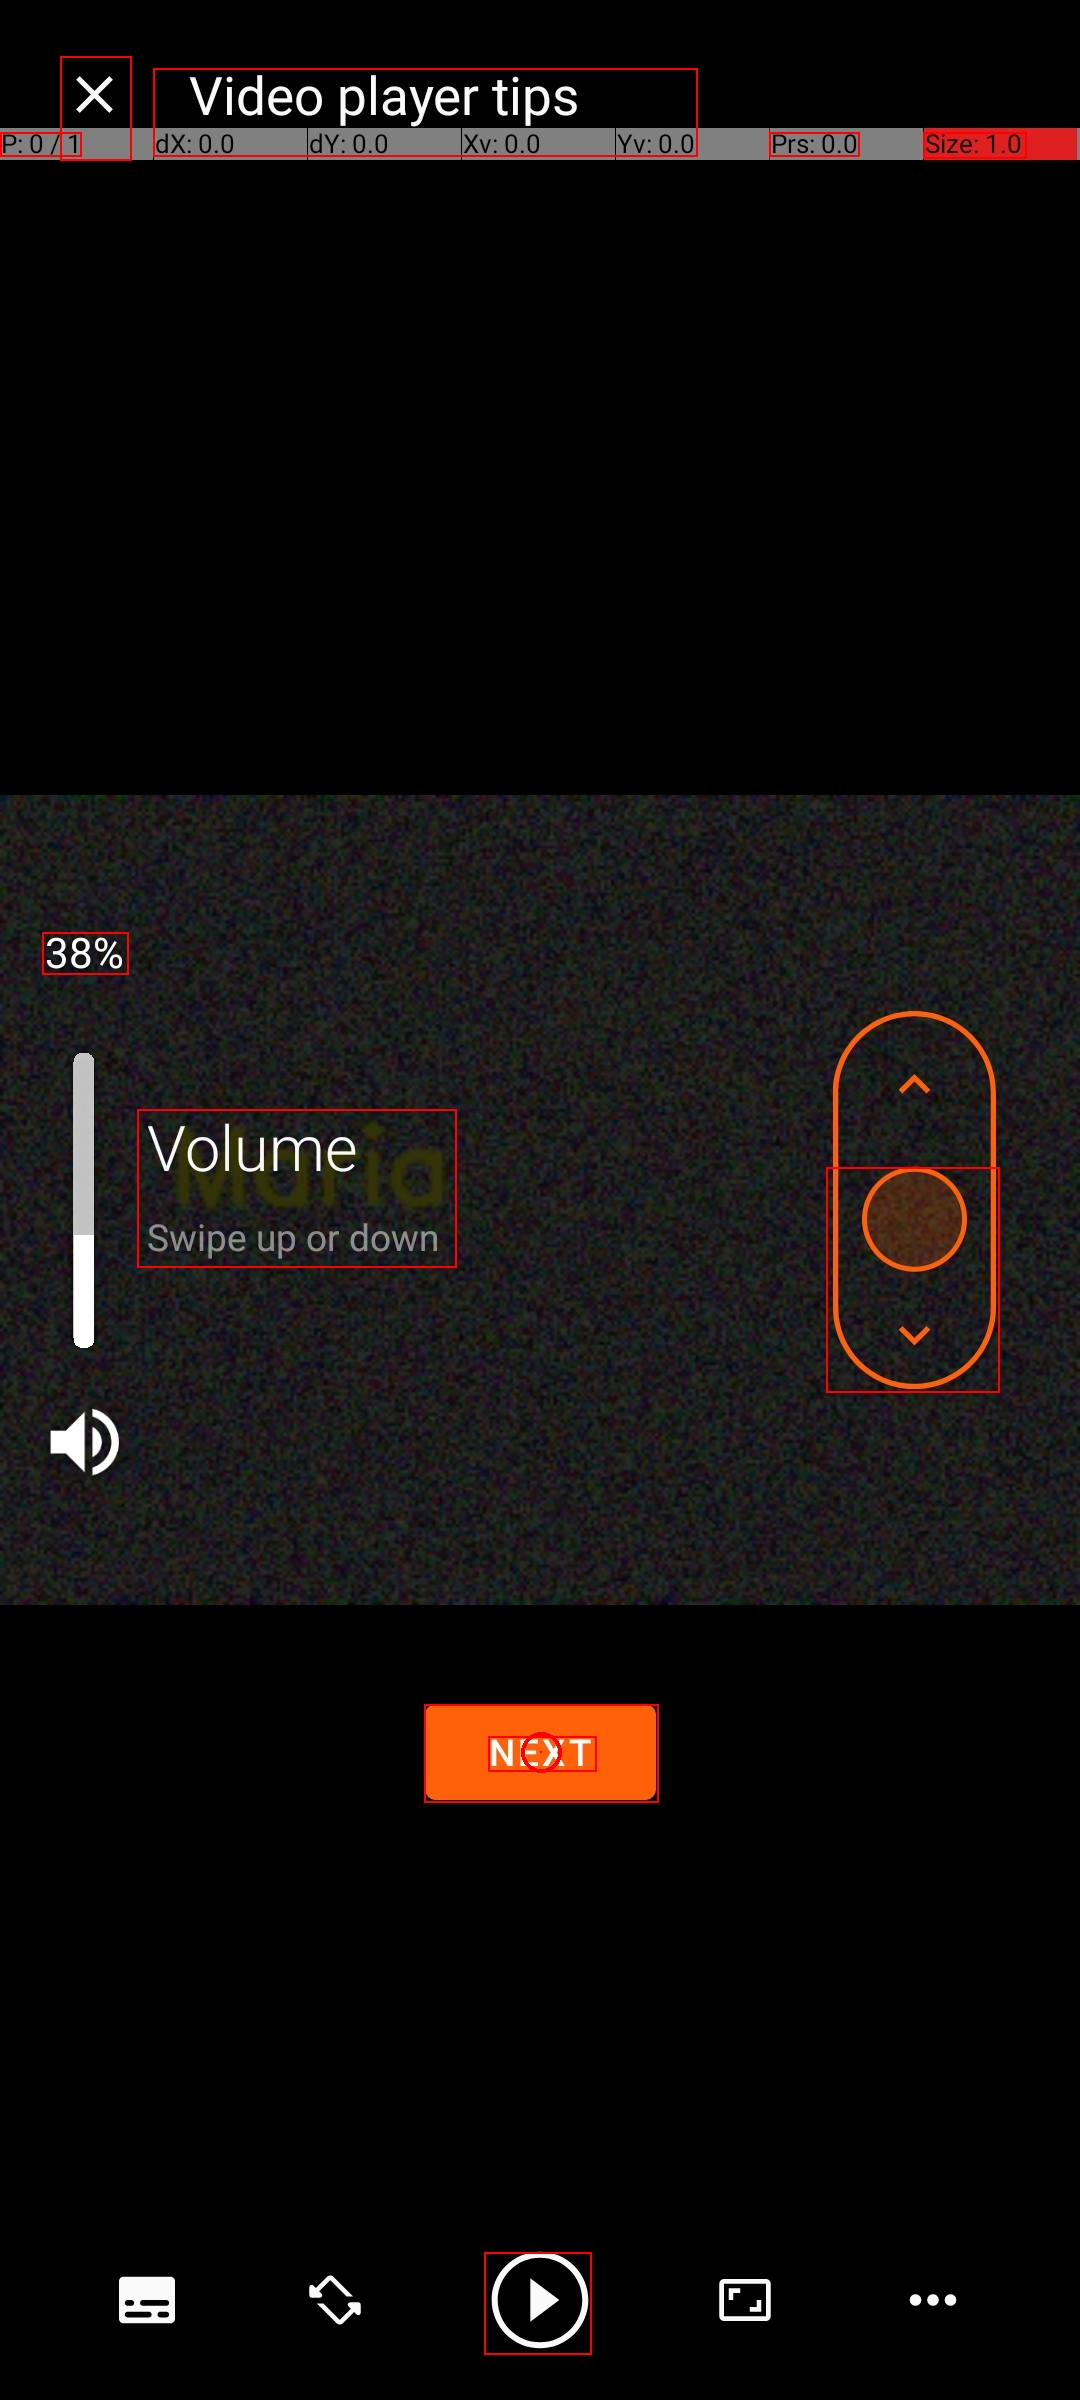 Video player tips
P: 0 / 1 dX: 0.0 dY: 0.0 Xv: 0.0 Yv: 0.0 Prs: 0.0 Size: 1.0
38%
Volume
Maria
Swipe up or down
NEXT